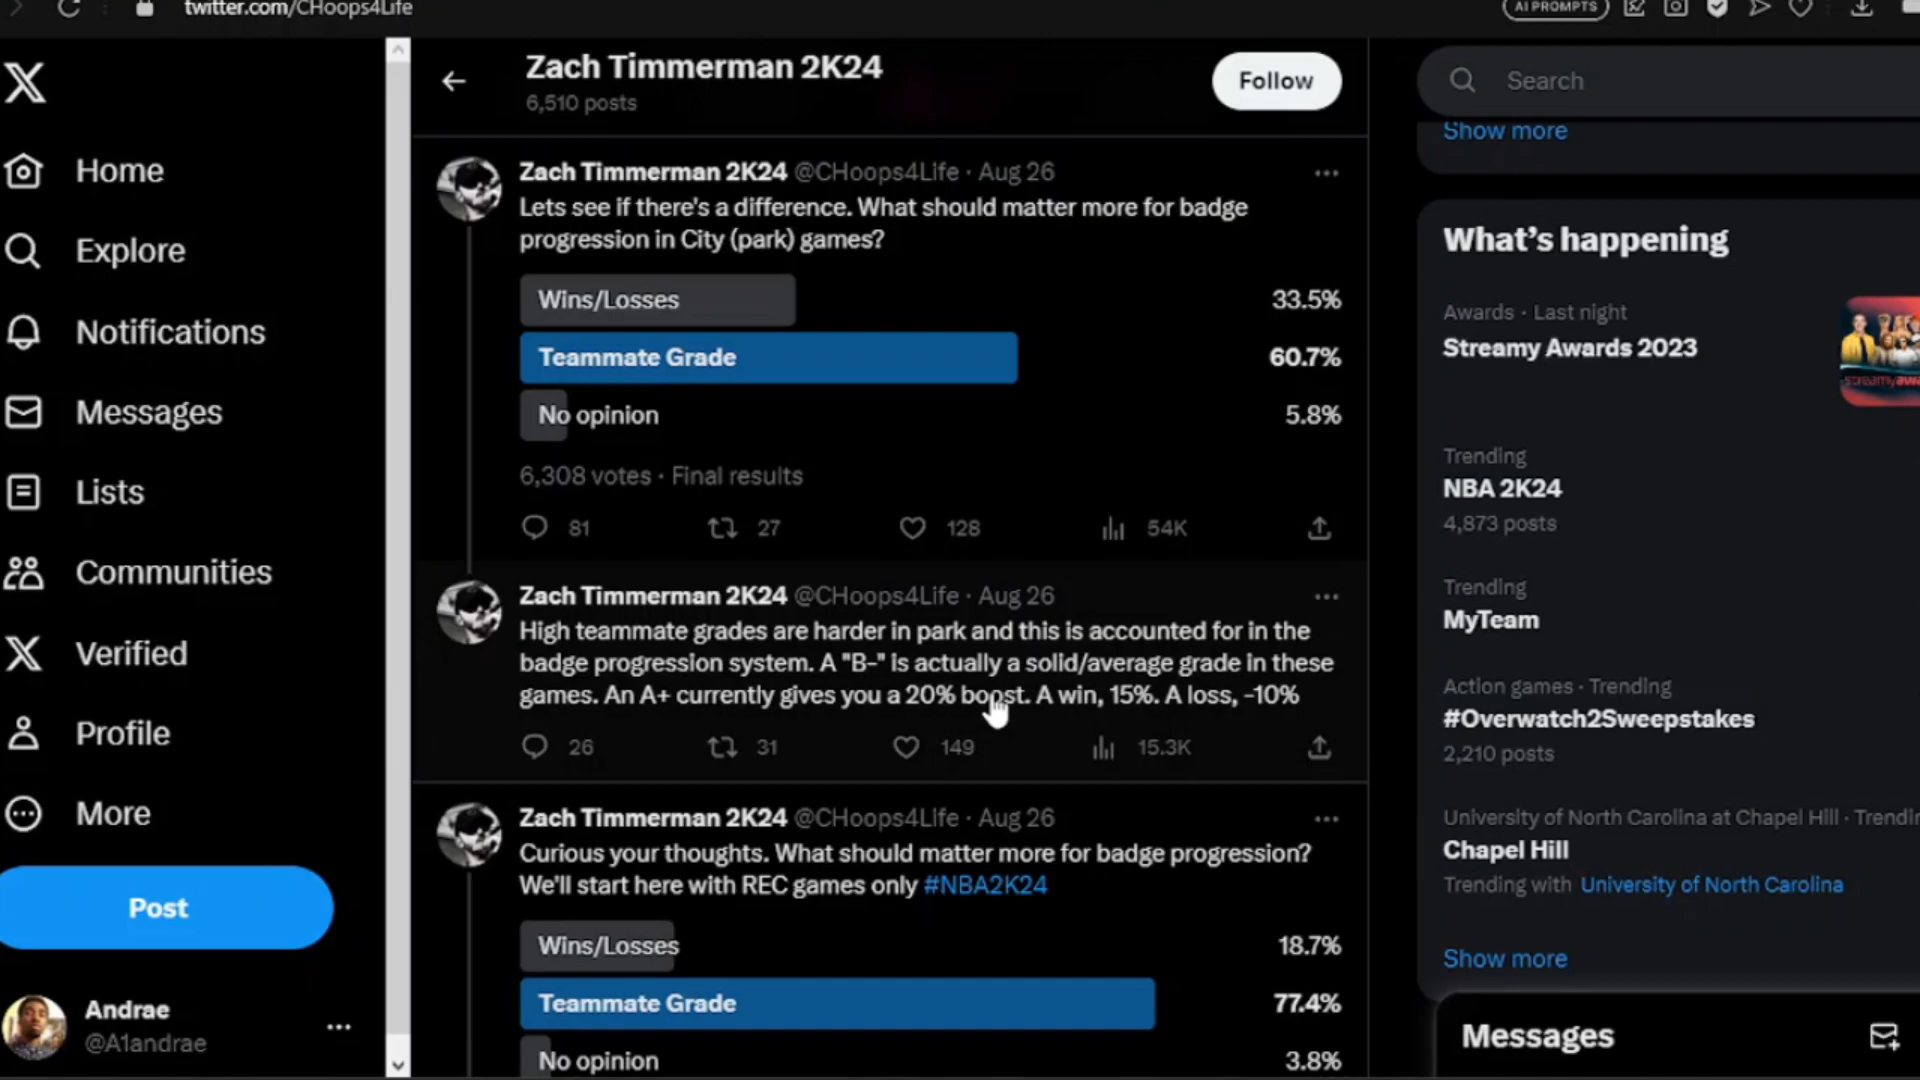 twitter.com/CHoops4Life
AI PROMPTS
Home
Explore
Notifications
Messages
Lists
Communities
Verified
Profile
More
Post
Andrae
@A1andrae
Zach Timmerman 2K24
6,510 posts
Follow
Zach Timmerman 2K24 @CHoops4Life · Aug 26
Lets see if there's a difference. What should matter more for badge
progression in City (park) games?
Wins/Losses 33.5%
Teammate Grade 60.7%
No opinion 5.8%
6,308 votes · Final results
81 27 128 54K
Zach Timmerman 2K24 @CHoops4Life · Aug 26
High teammate grades are harder in park and this is accounted for in the
badge progression system. A "B-" is actually a solid/average grade in these
games. An A+ currently gives you a 20% boost. A win, 15%. A loss, -10%
26 31 149 15.3K
Zach Timmerman 2K24 @CHoops4Life · Aug 26
Curious your thoughts. What should matter more for badge progression?
We'll start here with REC games only #NBA2K24
Wins/Losses 18.7%
Teammate Grade 77.4%
No opinion 3.8%
Search
Show more
What's happening
Awards · Last night
Streamy Awards 2023
Trending
NBA 2K24
4,873 posts
Trending
MyTeam
Action games · Trending
#Overwatch2Sweepstakes
2,210 posts
University of North Carolina at Chapel Hill ·
Chapel Hill
Trending with University of North Carolina
Show more
Messages